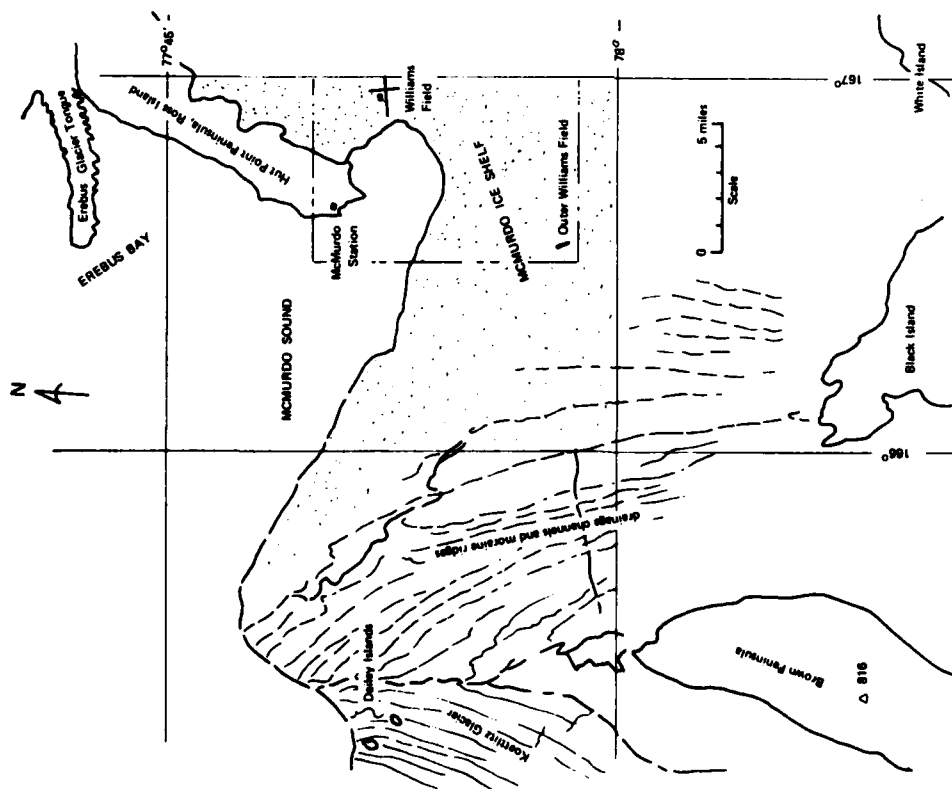 Erebus Glacier Tongue
77° 45'
EREBUS BAY
Hut Point Peninsula, Ross Island
N
McMurdo
Station
Williams
Field
MCMURDO SOUND
MCMURDO ICE SHELF
Outer Williams Field
78°
Dailey Islands
Koettlitz Glacier
drainage channels and moraine ridges
0
5 miles
Scale
166°
167°
White Island
Black Island
Brown Peninsula
△ 816